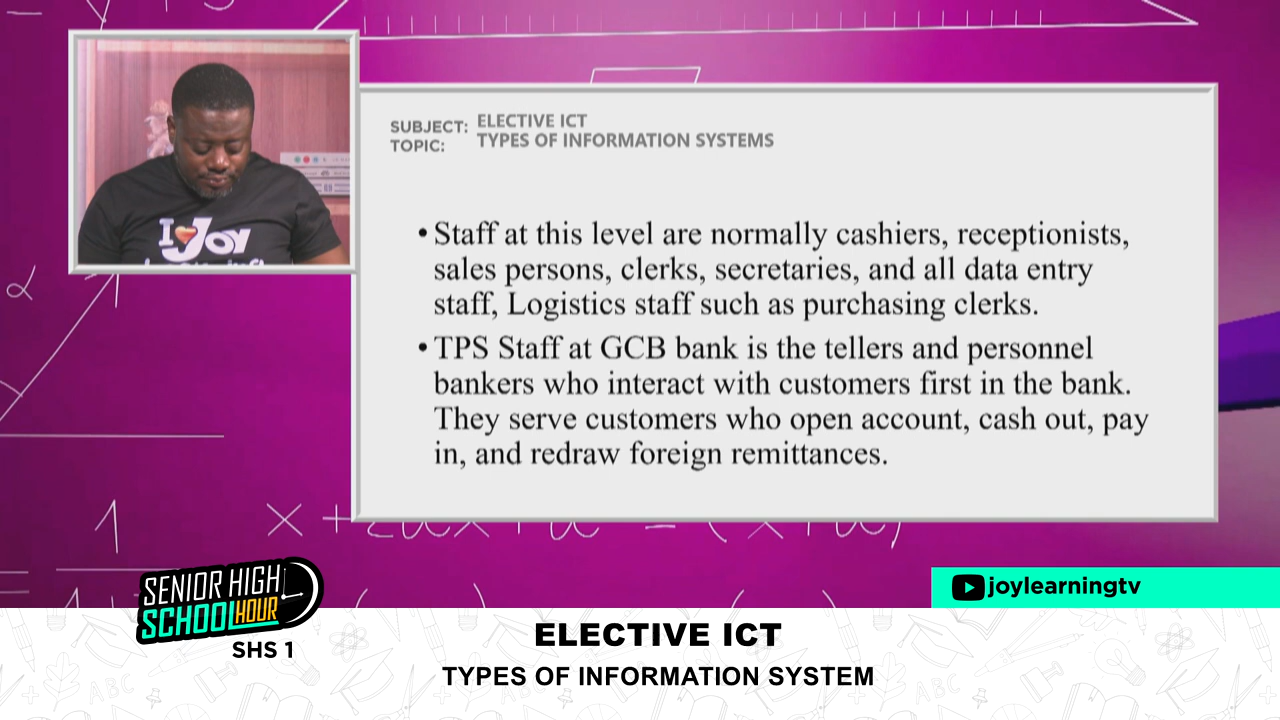 I JOY
SUBJECT: ELECTIVE ICT
TOPIC: TYPES OF INFORMATION SYSTEMS
• Staff at this level are normally cashiers, receptionists,
sales persons, clerks, secretaries, and all data entry
staff, Logistics staff such as purchasing clerks.
• TPS Staff at GCB bank is the tellers and personnel
bankers who interact with customers first in the bank.
They serve customers who open account, cash out, pay
in, and redraw foreign remittances.
SENIOR HIGH
SCHOOL HOUR
SHS 1
joylearningtv
ELECTIVE ICT
TYPES OF INFORMATION SYSTEM